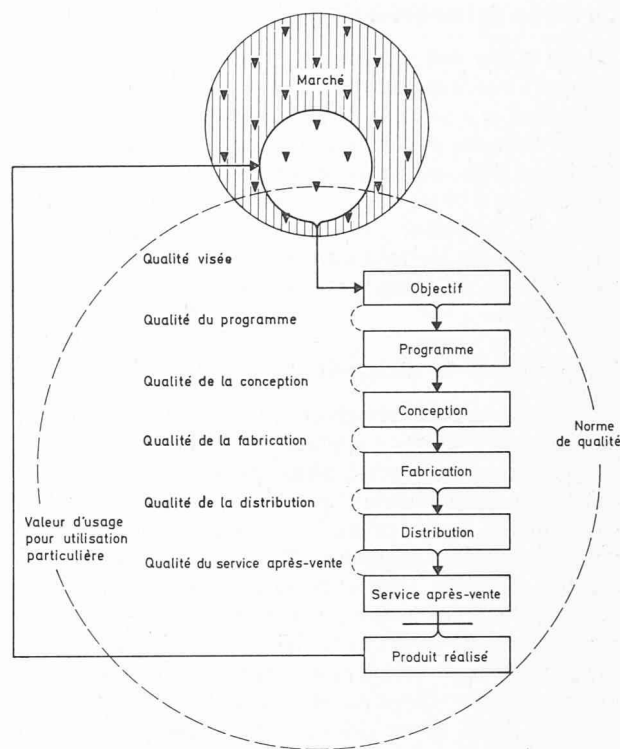 Marché
Qualité visée
Objectif
Qualité du programme
Programme
Qualité de la conception
Conception
Qualité de la fabrication
Norme
de qualité
Fabrication
Qualité de la distribution
Valeur d'usage
pour utilisation
particulière
Distribution
Qualité du service après-vente
Service après-vente
Produit réalisé